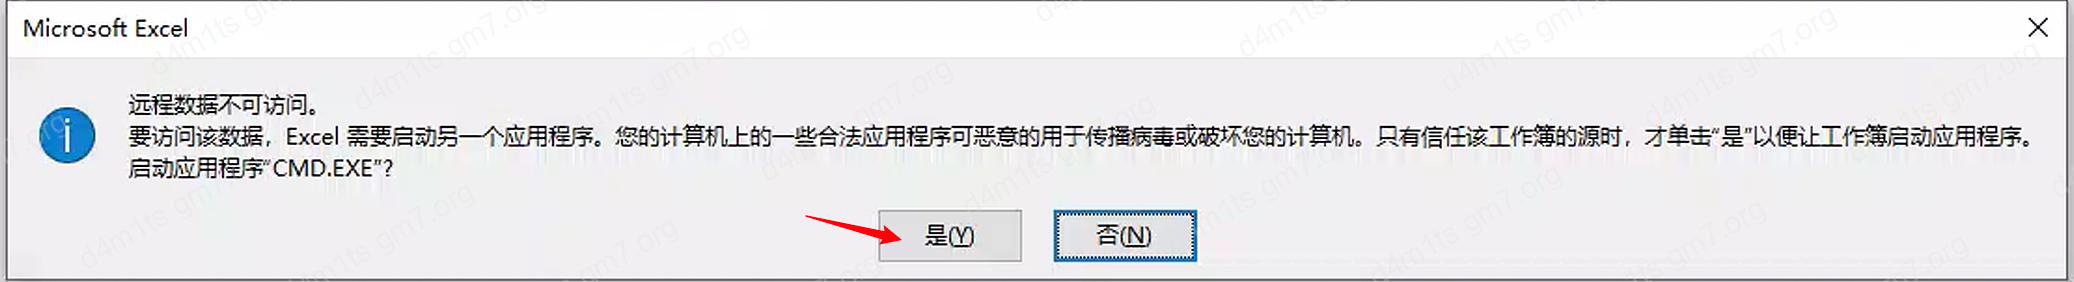 Microsoft Excel
远程数据不可访问。
要访问该数据，Excel 需要启动另一个应用程序。您的计算机上的一些合法应用程序可恶意的用于传播病毒或破坏您的计算机。只有信任该工作簿的源时，才单击“是”以便让工作簿启动应用程序。
启动应用程序“CMD.EXE”?
是(Y)
否(N)
d4m1ts gm7.org